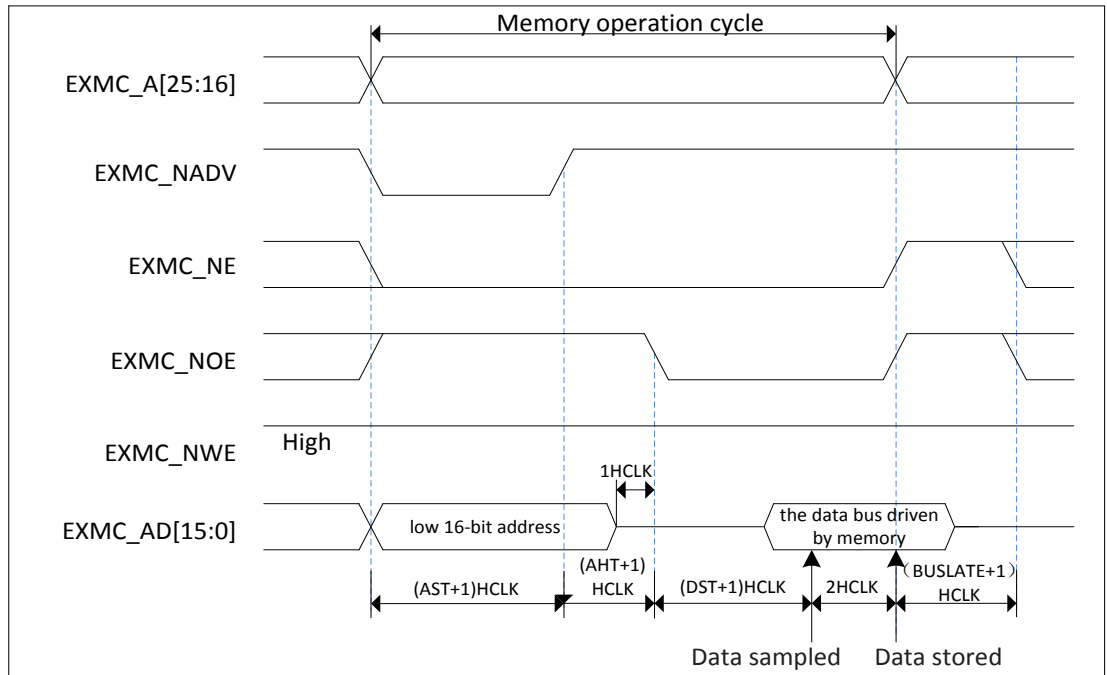 Memory operation cycle
EXMC_A[25:16]
EXMC_NADV
EXMC_NE
EXMC_NOE
High
EXMC_NWE
1HCLK
EXMC_AD[15:0]
low 16-bit address
the data bus driven
by memory
(AST+1)HCLK
(AHT+1)
HCLK
(DST+1)HCLK
2HCLK
（BUSLATE+1）
HCLK
Data sampled
Data stored